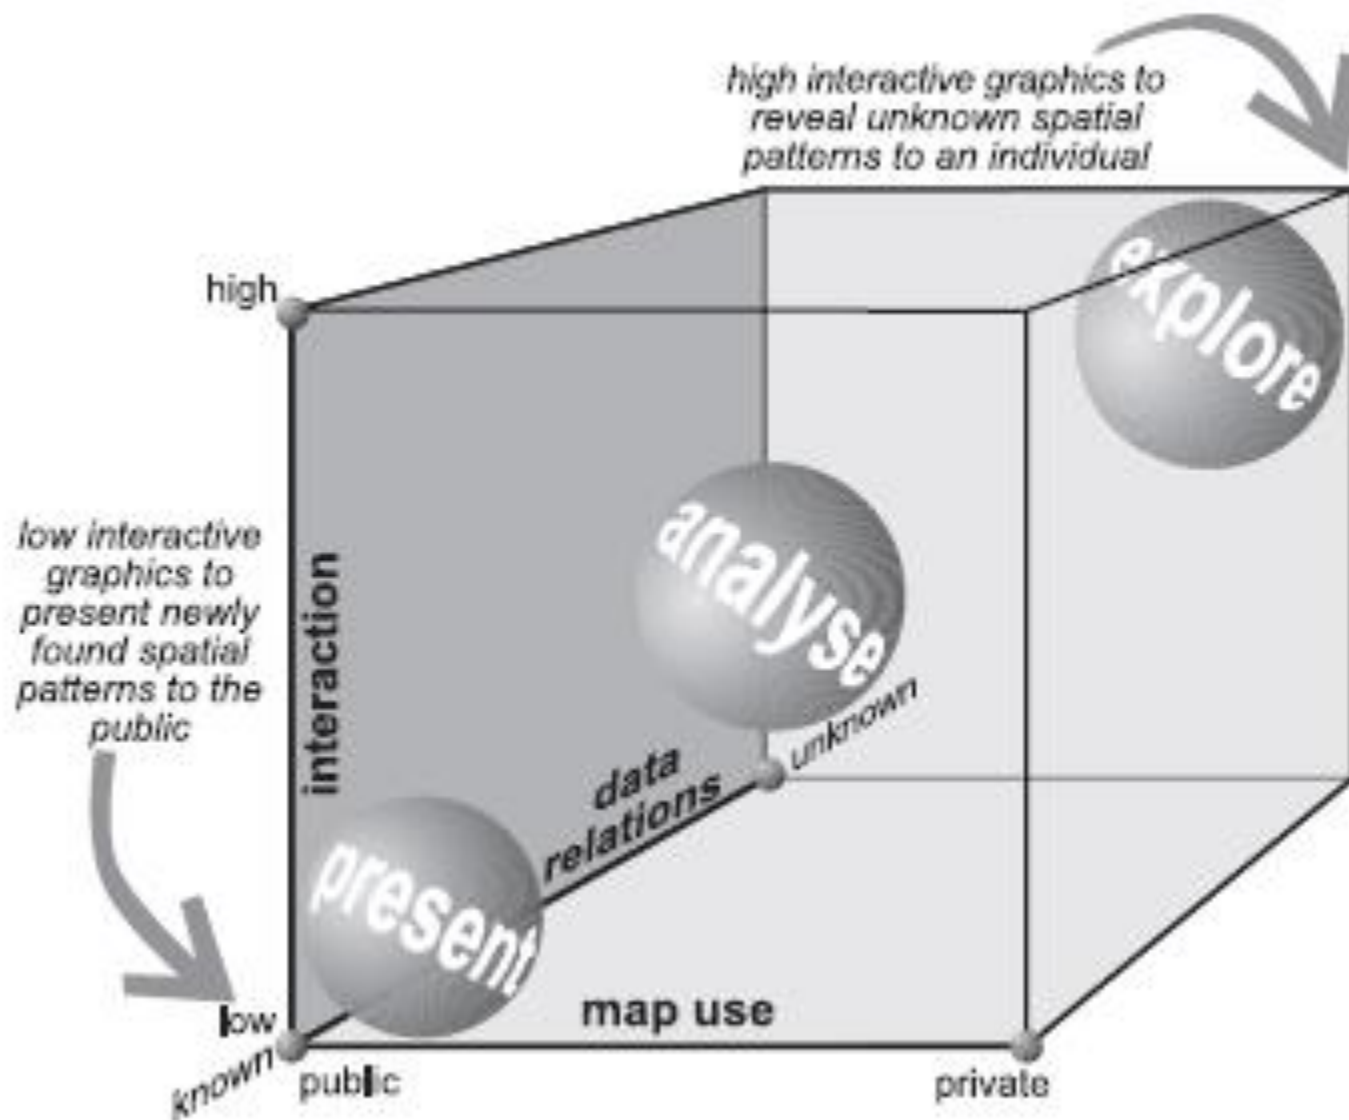 high interactive graphics to
reveal unknown spatial
patterns to an individual
high
explore
low interactive
graphics to
present newly
found spatial
patterns to the
public
interaction
analyse
unknown
data
relations
present
map use
low
known
public
private